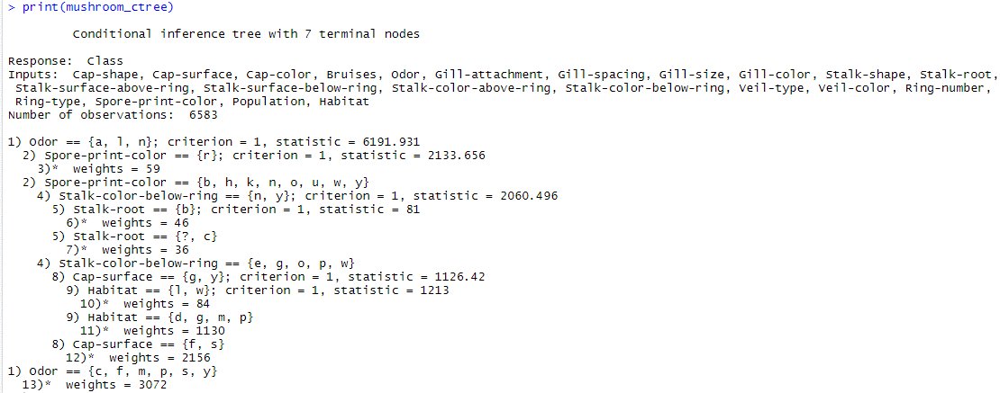 > print(mushroom_ctree)
Conditional inference tree with 7 terminal nodes
Response:  Class
Inputs:  Cap-shape, Cap-surface, Cap-color, Bruises, Odor, Gill-attachment, Gill-spacing, Gill-size, Gill-color, Stalk-shape, Stalk-root,
Stalk-surface-above-ring, Stalk-surface-below-ring, Stalk-color-above-ring, Stalk-color-below-ring, Veil-type, Veil-color, Ring-number,
Ring-type, Spore-print-color, Population, Habitat
Number of observations:  6583
1) Odor == {a, l, n}; criterion = 1, statistic = 6191.931
2) Spore-print-color == {r}; criterion = 1, statistic = 2133.656
3)*  weights = 59
2) Spore-print-color == {b, h, k, n, o, u, w, y}
4) Stalk-color-below-ring == {n, y}; criterion = 1, statistic = 2060.496
5) Stalk-root == {b}; criterion = 1, statistic = 81
6)*  weights = 46
5) Stalk-root == {?, c}
7)*  weights = 36
4) Stalk-color-below-ring == {e, g, o, p, w}
8) Cap-surface == {g, y}; criterion = 1, statistic = 1126.42
9) Habitat == {l, w}; criterion = 1, statistic = 1213
10)*  weights = 84
9) Habitat == {d, g, m, p}
11)*  weights = 1130
8) Cap-surface == {f, s}
12)*  weights = 2156
1) Odor == {c, f, m, p, s, y}
13)*  weights = 3072